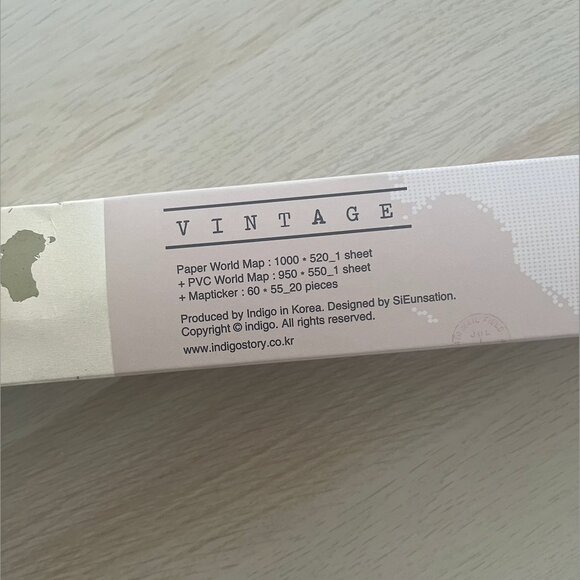 VINTAGE
Paper World Map : 1000 * 520_1 sheet
+ PVC World Map : 950 * 550_1 sheet
+ Mapticker : 60 * 55_20 pieces
Produced by Indigo in Korea. Designed by SiEunsation.
Copyright © indigo. All rights reserved.
www.indigostory.co.kr